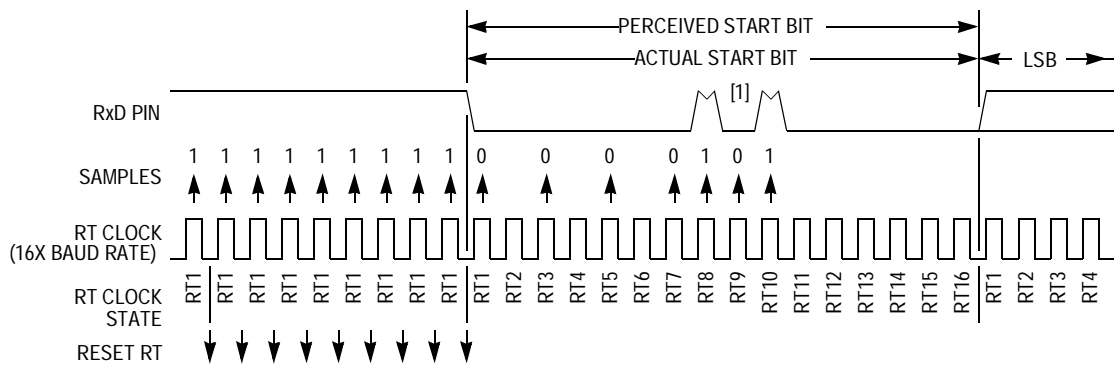 PERCEIVED START BIT
ACTUAL START BIT
LSB
RxD PIN
[1]
SAMPLES
1 1 1 1 1 1 1 1 1 0 0 0 0 1 0 1
RT CLOCK
(16X BAUD RATE)
RT CLOCK
STATE
RT1 RT1 RT1 RT1 RT1 RT1 RT1 RT1 RT1 RT1 RT2 RT3 RT4 RT5 RT6 RT7 RT8 RT9 RT10 RT11 RT12 RT13 RT14 RT15 RT16 RT1 RT2 RT3 RT4
RESET RT